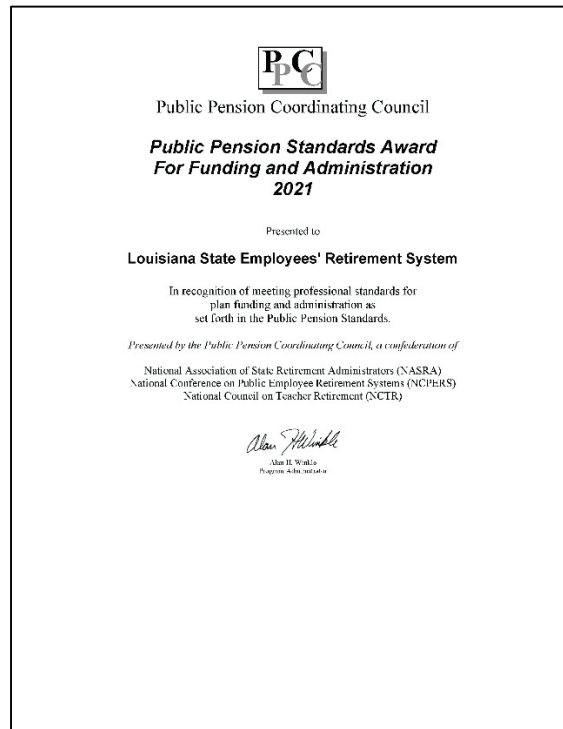 PPCC
Public Pension Coordinating Council
Public Pension Standards Award
For Funding and Administration
2021
Presented to
Louisiana State Employees' Retirement System
In recognition of meeting professional standards for
plan funding and administration as
set forth in the Public Pension Standards.
Presented by the Public Pension Coordinating Council, a confederation of
National Association of State Retirement Administrators (NASRA)
National Conference on Public Employee Retirement Systems (NCPERS)
National Council on Teacher Retirement (NCTR)
Alan H. Winkle
Alan H. Winkle
Program Administrator